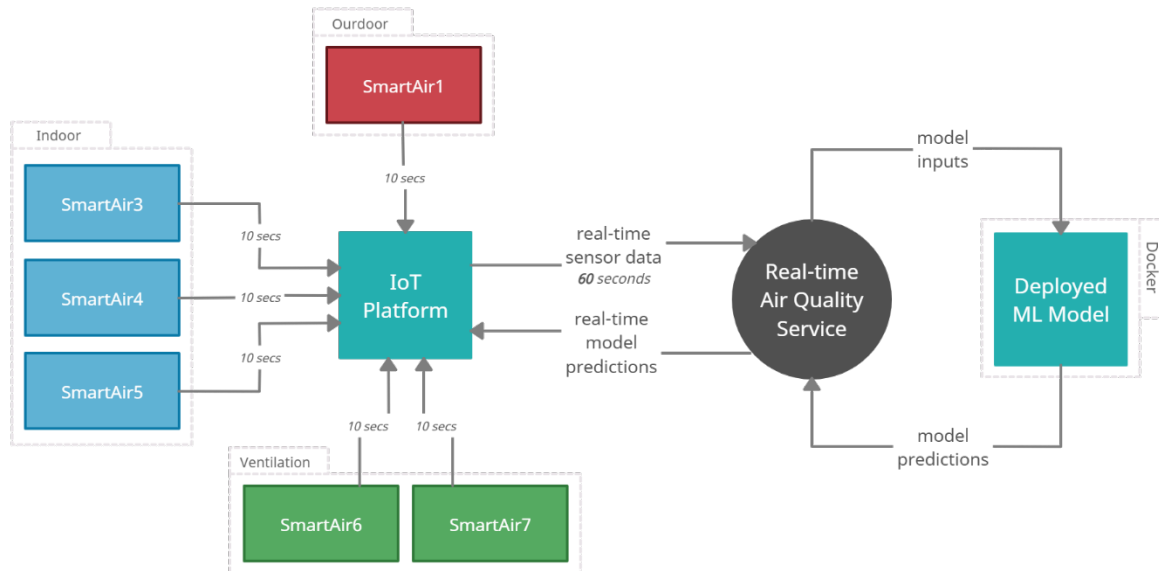 Ourdoor
SmartAir1
10 secs
Indoor
SmartAir3
10 secs
SmartAir4
10 secs
SmartAir5
10 secs
IoT
Platform
real-time
sensor data
60 seconds
real-time
model
predictions
Real-time
Air Quality
Service
model
inputs
Docker
Deployed
ML Model
model
predictions
10 secs
10 secs
Ventilation
SmartAir6
SmartAir7